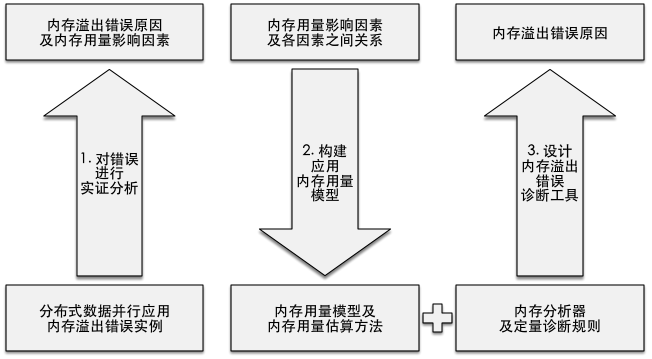 内存溢出错误原因
及内存用量影响因素
内存用量影响因素
及各因素之间关系
内存溢出错误原因
1. 对错误
进行
实证分析
2. 构建
应用
内存用量
模型
3. 设计
内存溢出
错误
诊断工具
分布式数据并行应用
内存溢出错误实例
内存用量模型及
内存用量估算方法
内存分析器
及定量诊断规则